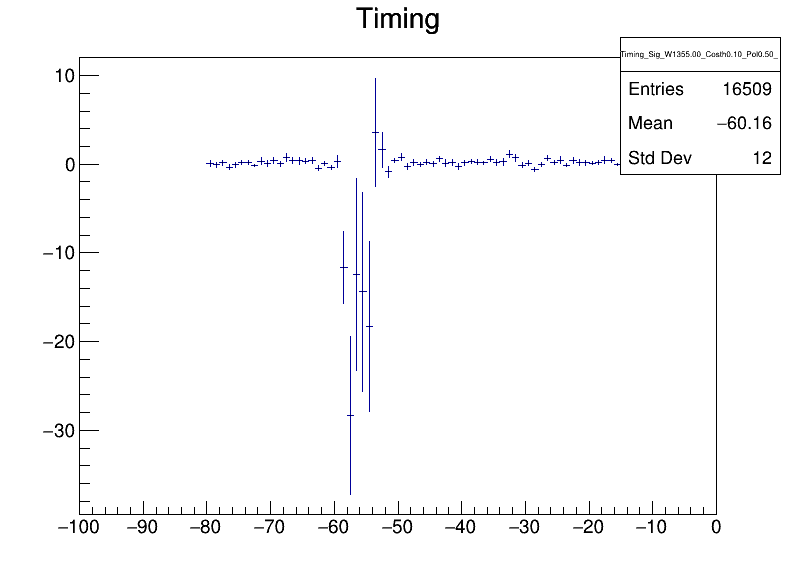 Timing
Timing_Sig_W1355.00_Costh0.10_Pol0.50_
Entries 16509
Mean −60.16
Std Dev 12
10
0
−10
−20
−30
−100 −90 −80 −70 −60 −50 −40 −30 −20 −10 0